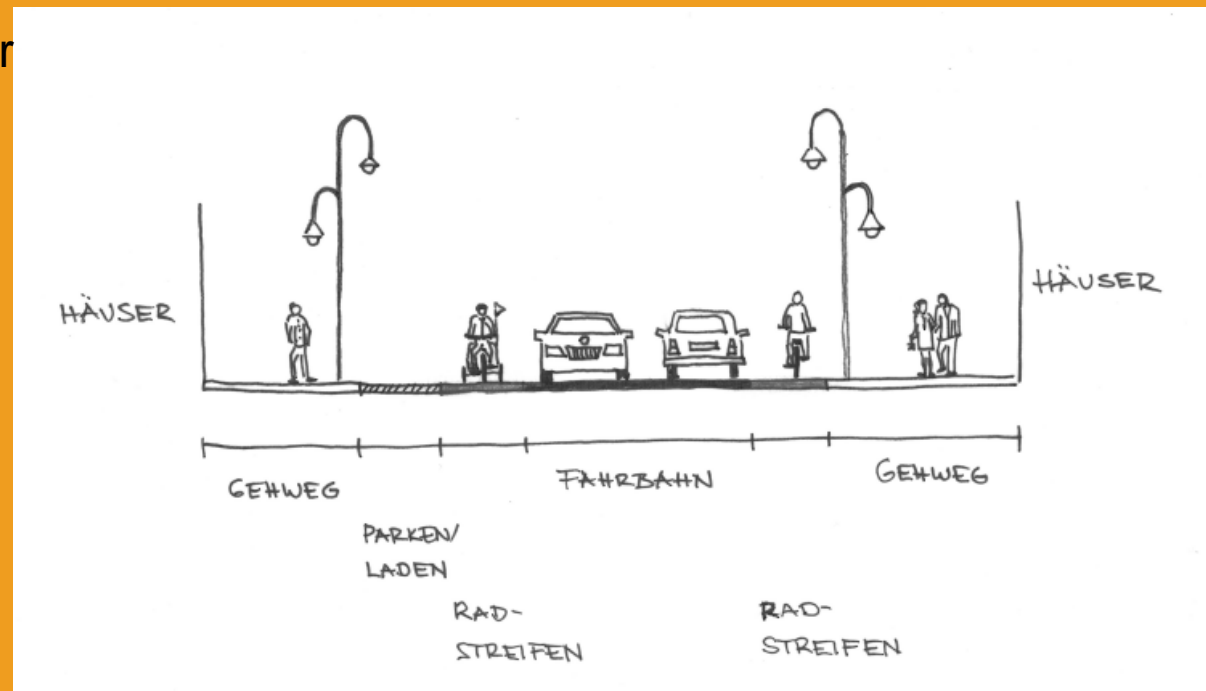 r
HÄUSER
HÄUSER
GEHWEG
FAHRBAHN
GEHWEG
PARKEN/
LADEN
RAD-
STREIFEN
RAD-
STREIFEN